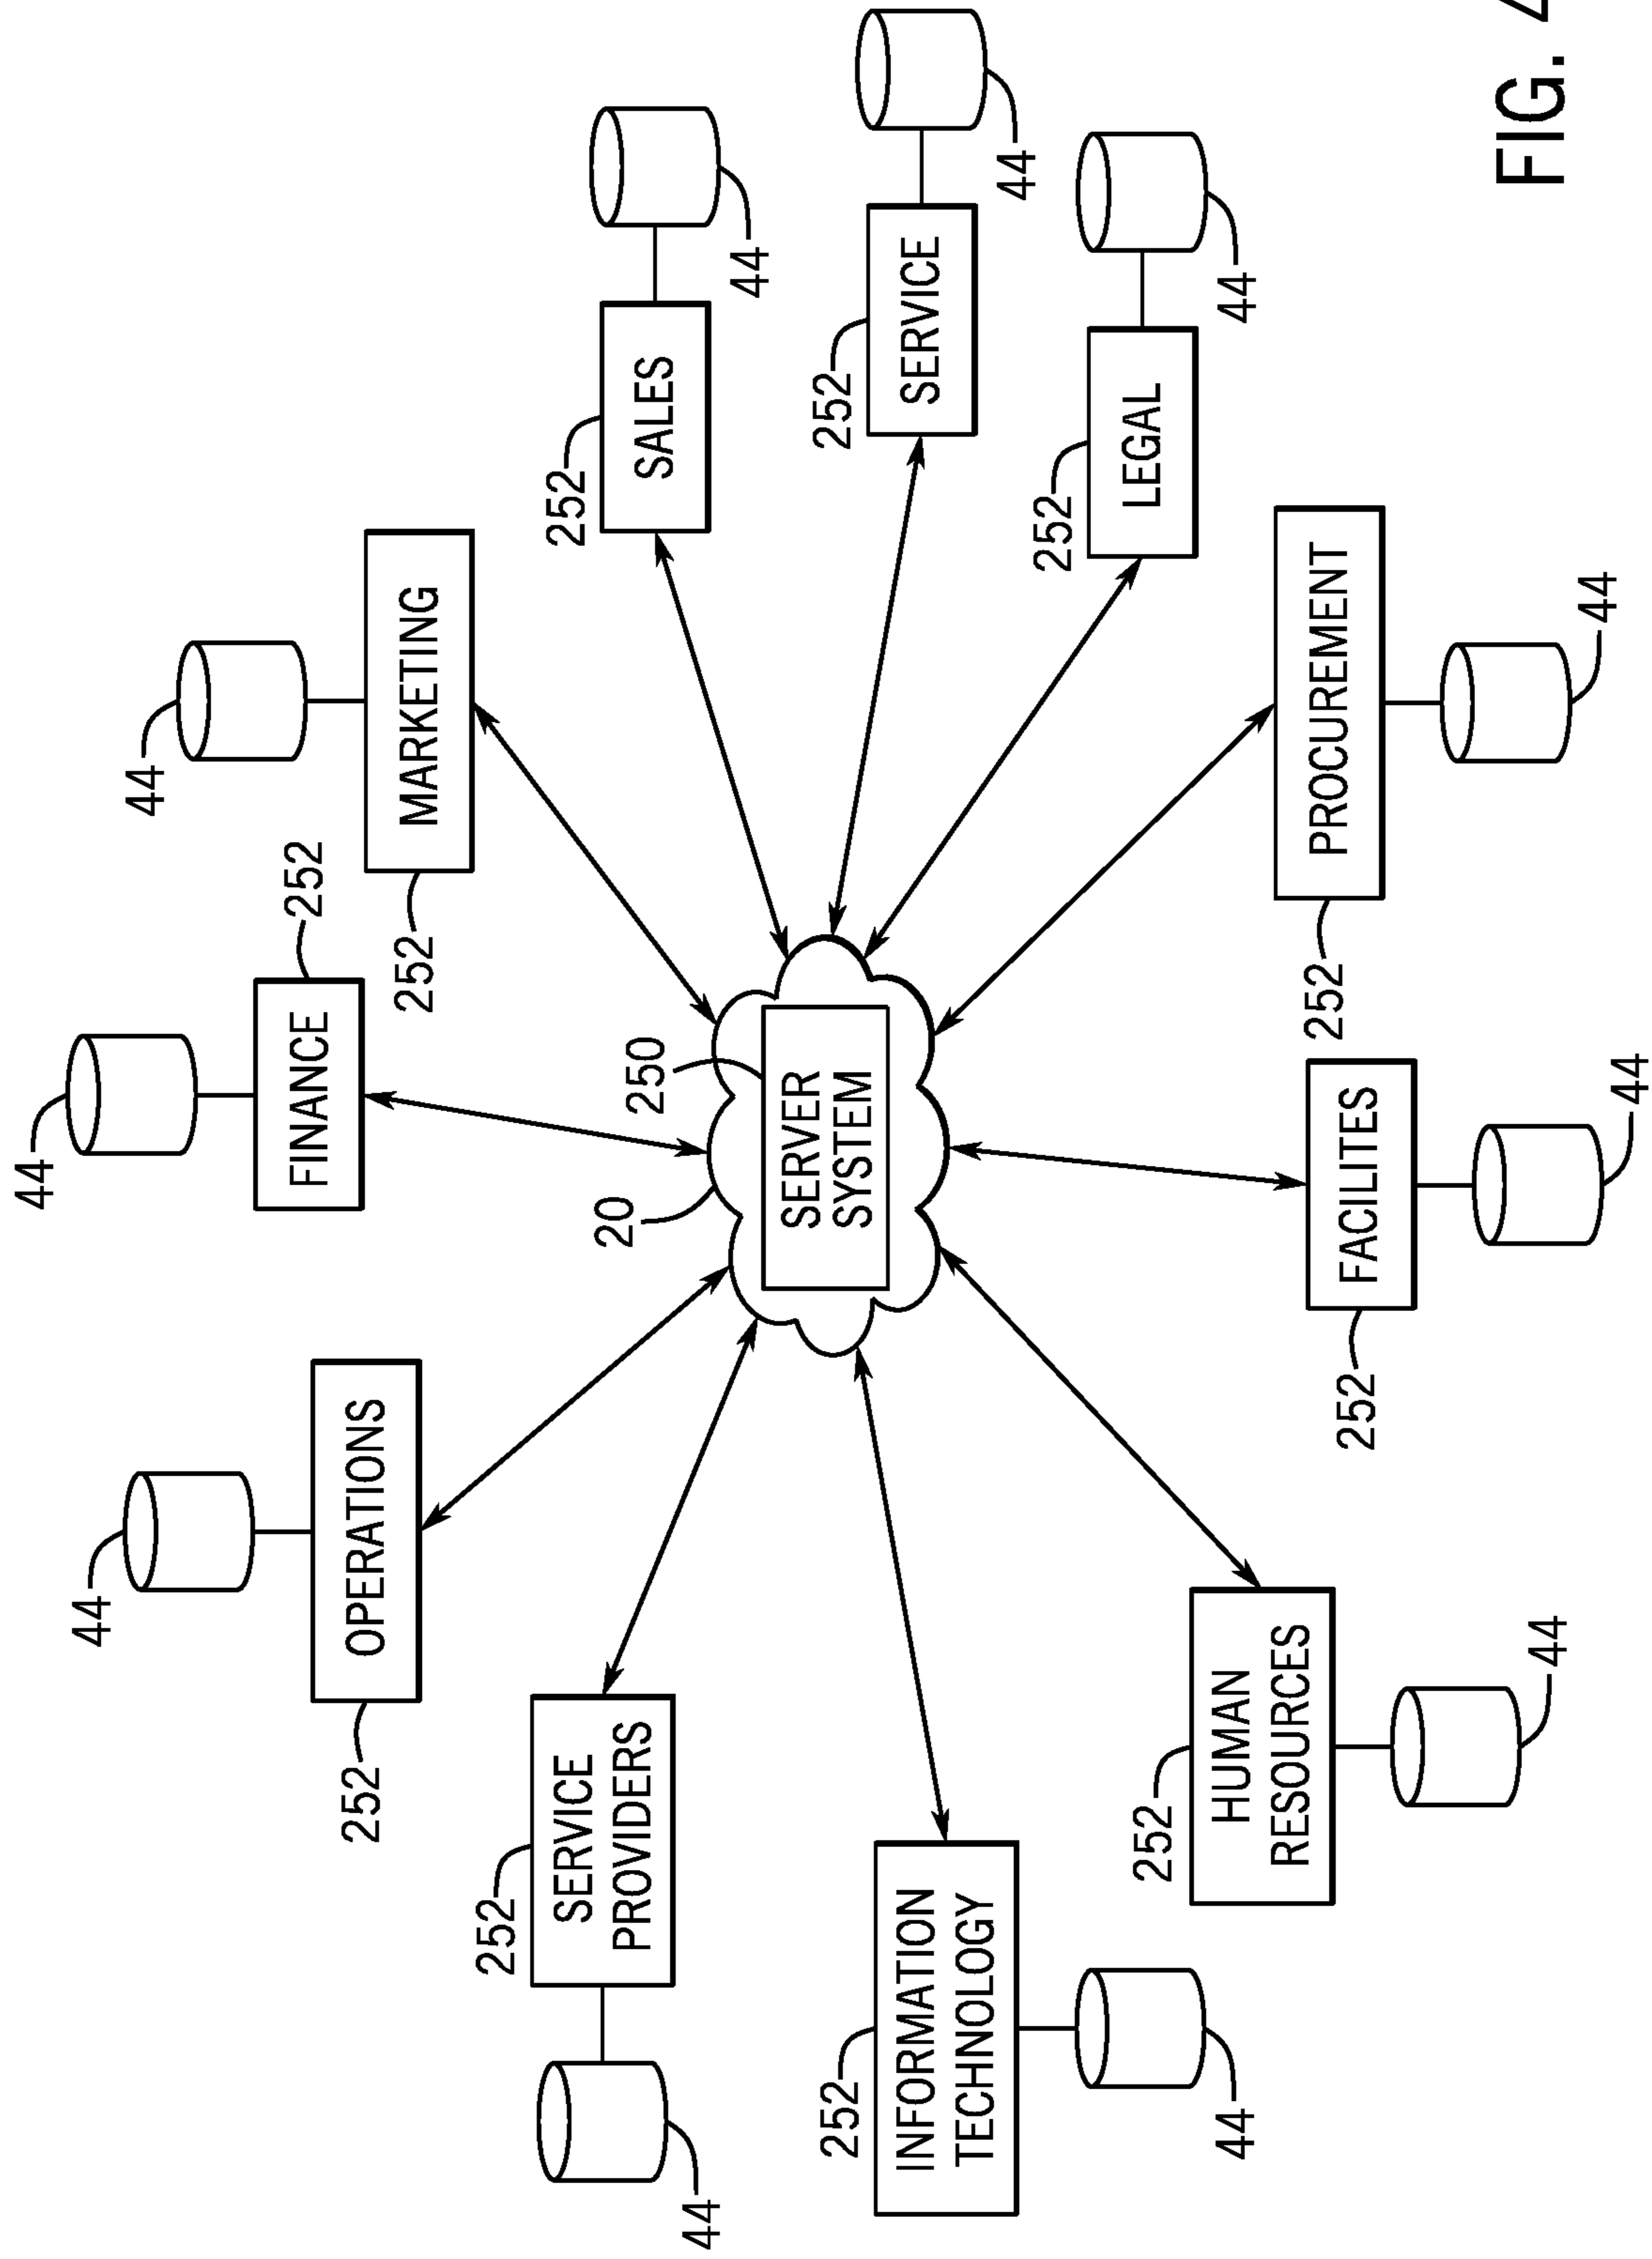 44
44
44
252
FINANCE
252
OPERATIONS
252
MARKETING
252
252
SERVICE
PROVIDERS
20
250
SALES
44
44
SERVER
SYSTEM
252
252
SERVICE
INFORMATION
TECHNOLOGY
44
252
LEGAL
252
44
44
HUMAN
RESOURCES
252
PROCUREMENT
252
FACILITES
44
44
44
FIG. 4